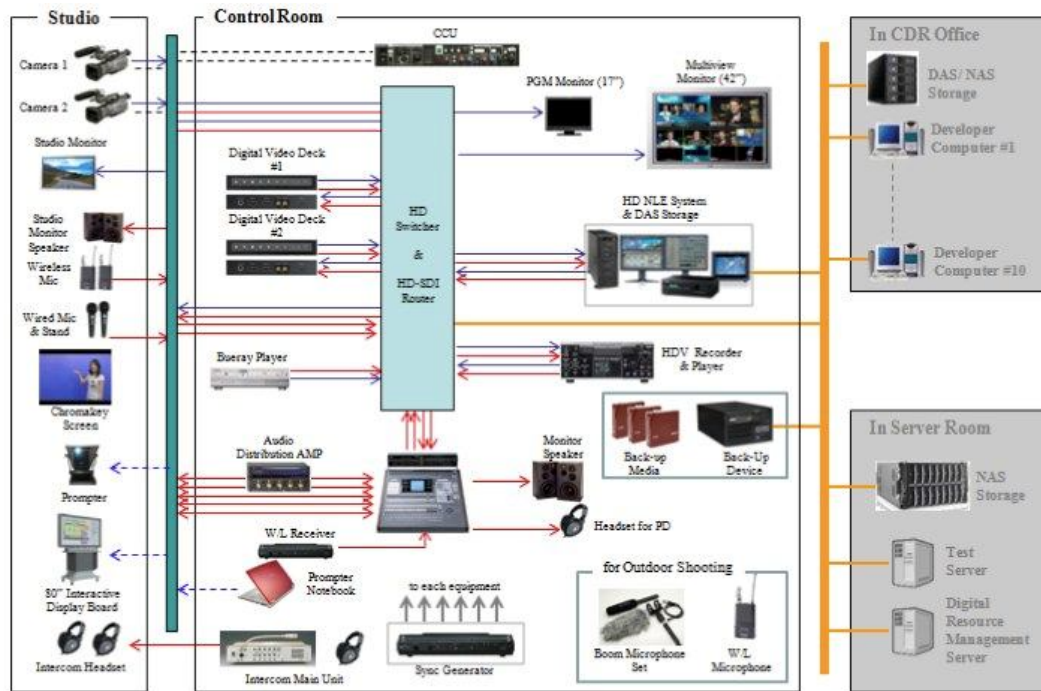 Studio
Camera 1
Camera 2
Studio Monitor
Studio
Monitor
Speaker
Wireless
Mic
Wired Mic
& Stand
Chromakey
Screen
Prompter
80" Interactive
Display Board
Intercom Headset
Control Room
CCU
PGM Monitor (17")
Multiview
Monitor (42")
Digital Video Deck
#1
Digital Video Deck
#2
HD
Switcher
&
HD-SDI
Router
HD NLE System
& DAS Storage
Bueray Player
HDV Recorder
& Player
Back-up
Media
Back-Up
Device
Audio
Distribution AMP
Monitor
Speaker
Headset for PD
W/L Receiver
Prompter
Notebook
to each equipment
Sync Generator
Intercom Main Unit
for Outdoor Shooting
Boom Microphone
Set
W/L
Microphone
In CDR Office
DAS/ NAS
Storage
Developer
Computer #1
Developer
Computer #10
In Server Room
NAS
Storage
Test
Server
Digital
Resource
Management
Server